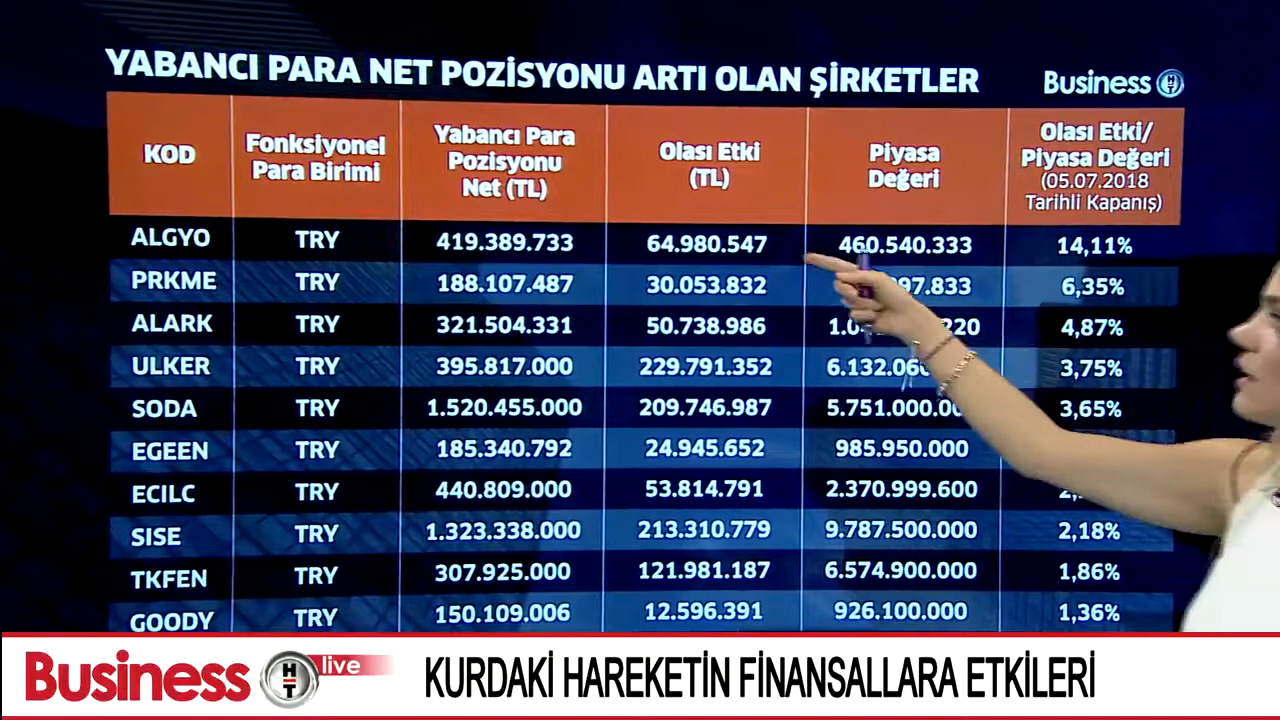 YABANCI PARA NET POZİSYONU ARTI OLAN ŞİRKETLER
Business HT
KOD
Fonksiyonel
Para Birimi
Yabancı Para
Pozisyonu
Net (TL)
Olası Etki
(TL)
Piyasa
Değeri
Olası Etki/
Piyasa Değeri
(05.07.2018
Tarihli Kapanış)
ALGYO TRY 419.389.733 64.980.547 460.540.333 14,11%
PRKME TRY 188.107.487 30.053.832 6,35%
ALARK TRY 321.504.331 50.738.986 4,87%
ULKER TRY 395.817.000 229.791.352 3,75%
SODA TRY 1.520.455.000 209.746.987 3,65%
EGEEN TRY 185.340.792 24.945.652 985.950.000
ECILC TRY 440.809.000 53.814.791 2.370.999.600
SISE TRY 1.323.338.000 213.310.779 9.787.500.000 2,18%
TKFEN TRY 307.925.000 121.981.187 6.574.900.000 1,86%
GOODY TRY 150.109.006 12.596.391 926.100.000 1,36%
Business HT live
KURDAKİ HAREKETİN FİNANSALLARA ETKİLERİ